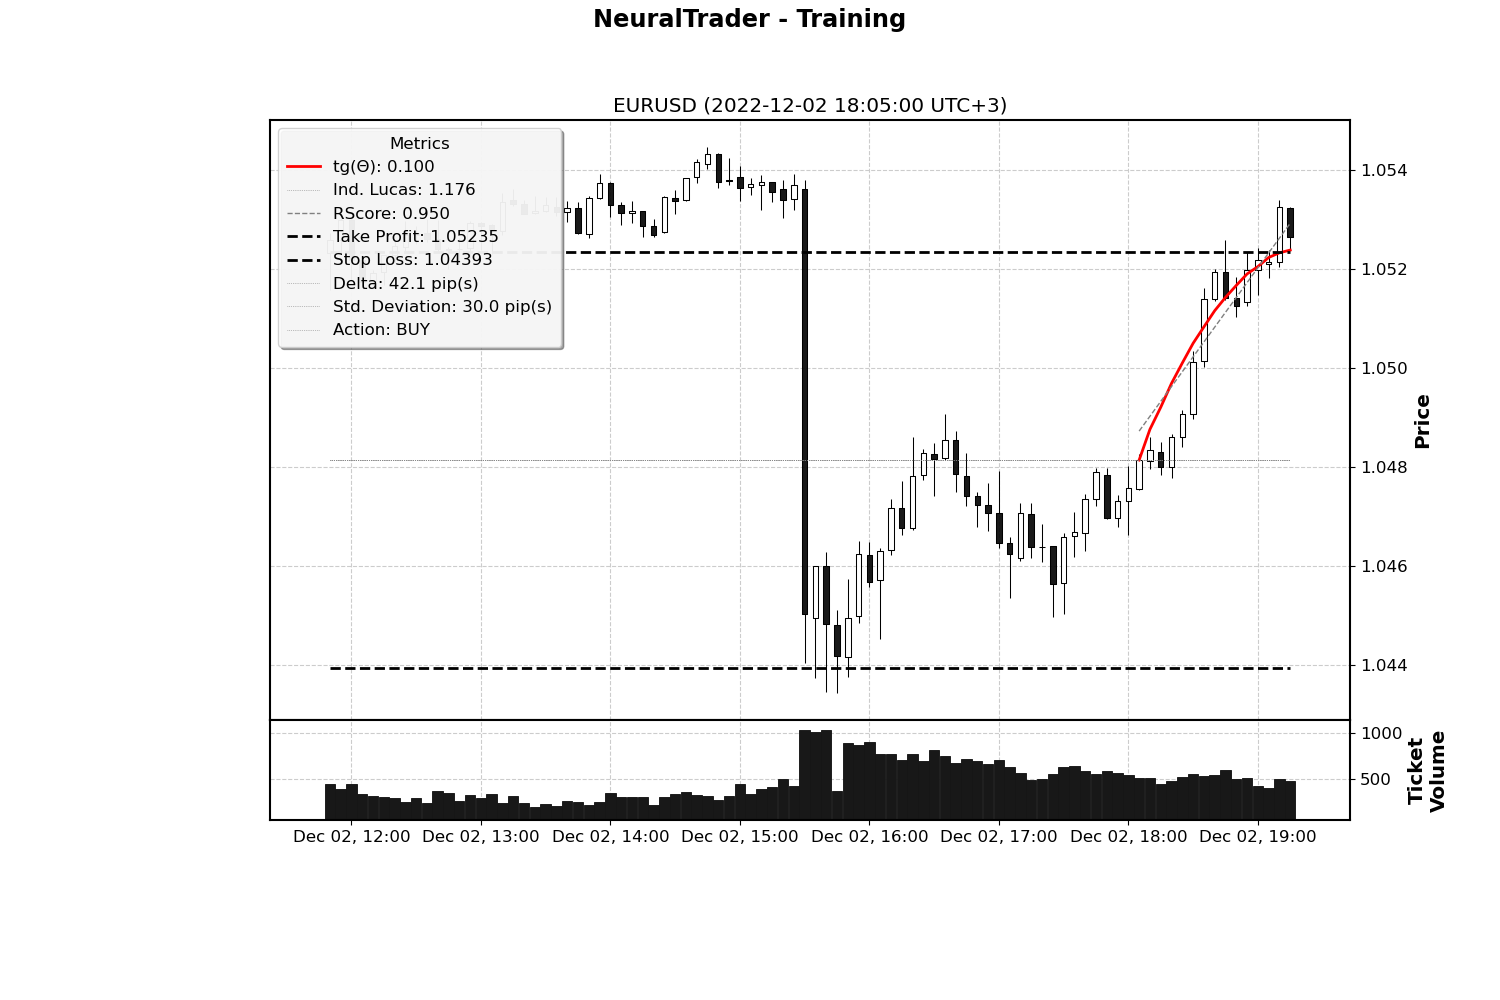 NeuralTrader - Training
EURUSD (2022-12-02 18:05:00 UTC+3)
Metrics
tg(Θ): 0.100
Ind. Lucas: 1.176
RScore: 0.950
Take Profit: 1.05235
Stop Loss: 1.04393
Delta: 42.1 pip(s)
Std. Deviation: 30.0 pip(s)
Action: BUY
1.054
1.052
1.050
1.048
1.046
1.044
Price
1000
500
Ticket
Volume
Dec 02, 12:00
Dec 02, 13:00
Dec 02, 14:00
Dec 02, 15:00
Dec 02, 16:00
Dec 02, 17:00
Dec 02, 18:00
Dec 02, 19:00